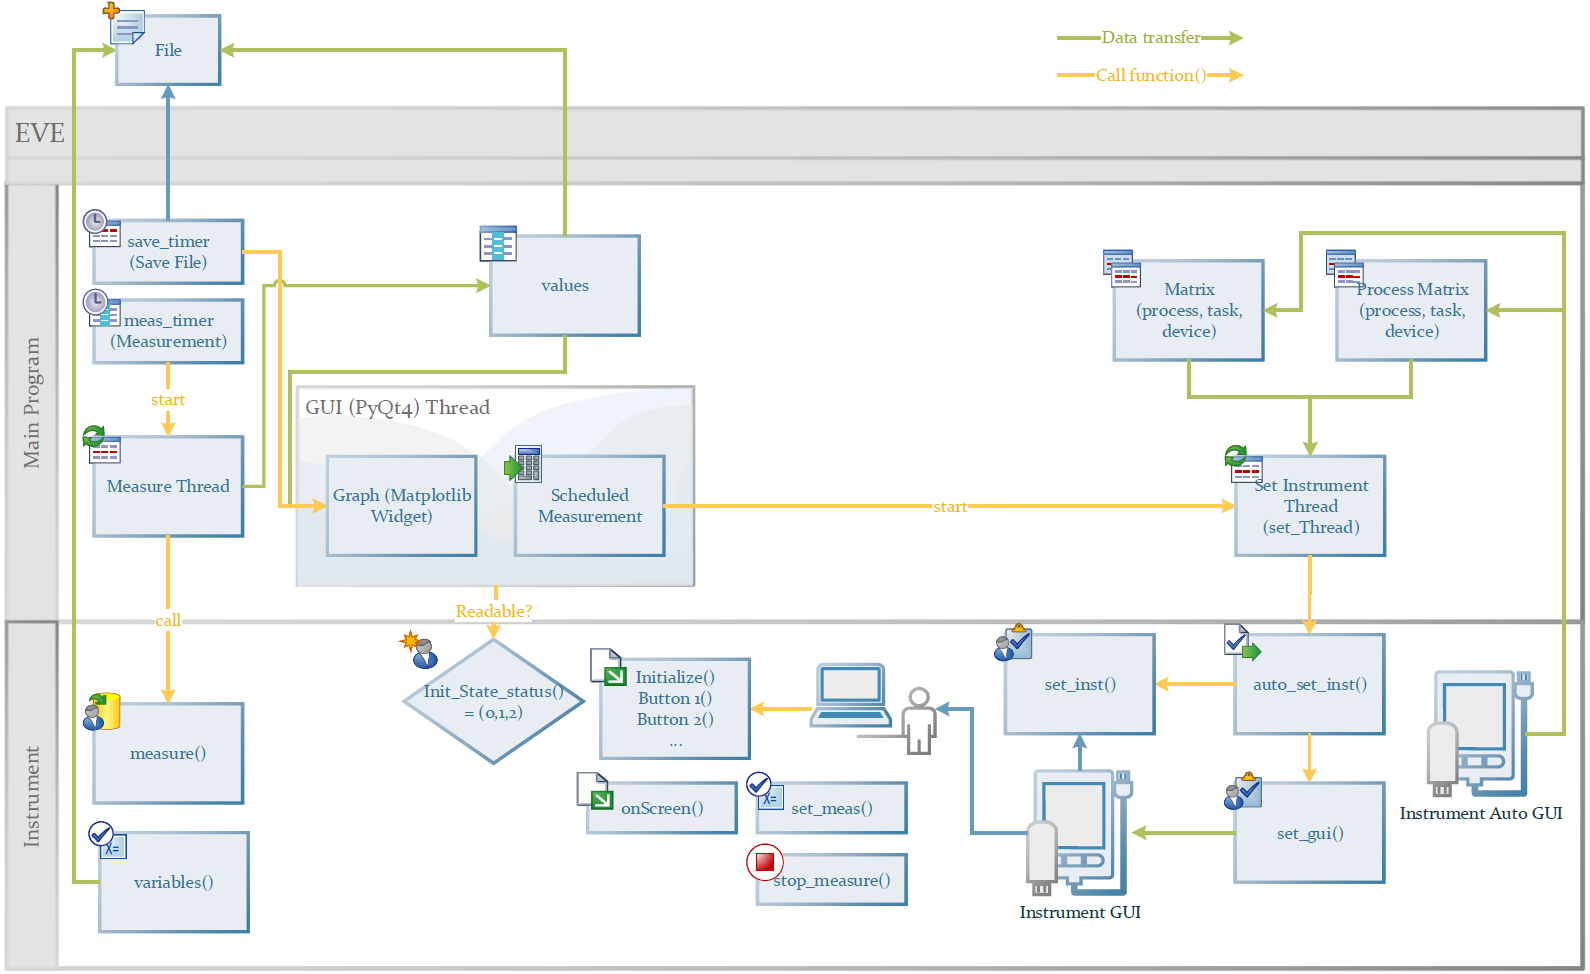 File
Data transfer
Call function()
EVE
Main Program
save_timer
(Save File)
meas_timer
(Measurement)
start
Measure Thread
call
values
GUI (PyQt4) Thread
Graph (Matplotlib
Widget)
Scheduled
Measurement
start
Matrix
(process, task,
device)
Process Matrix
(process, task,
device)
Set Instrument
Thread
(set_Thread)
Readable?
Instrument
measure()
variables()
X=
Init_State_status()
= (0,1,2)
Initialize()
Button 1()
Button 2()
...
onScreen()
set_meas()
X=
stop_measure()
set_inst()
auto_set_inst()
set_gui()
Instrument GUI
Instrument Auto GUI